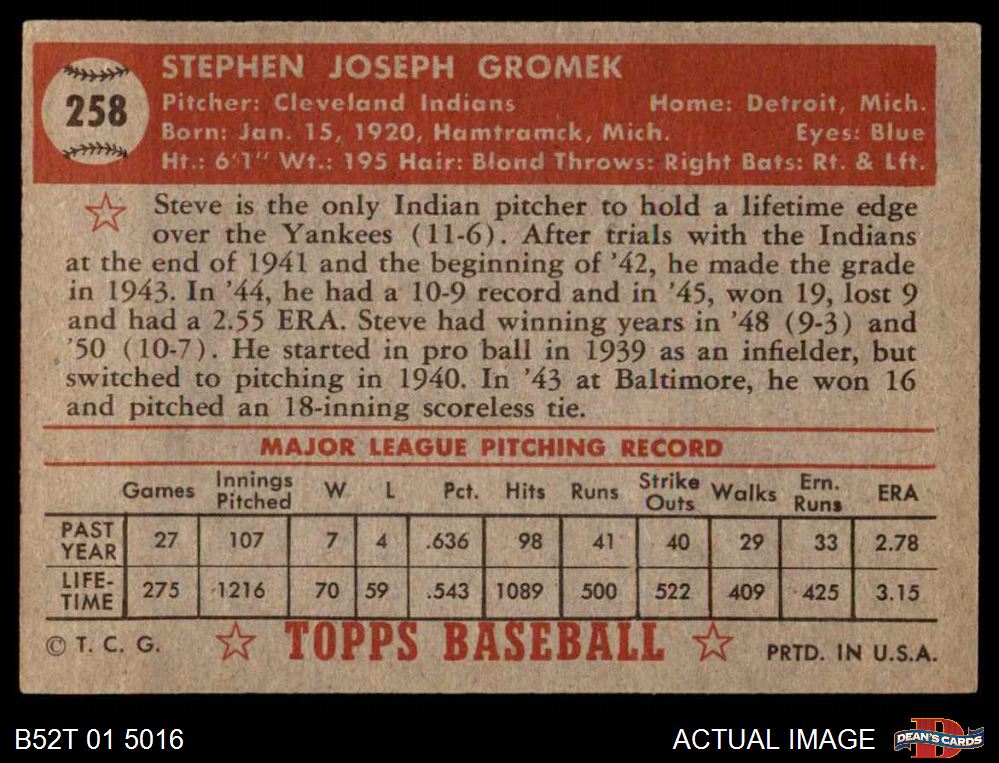 258
STEPHEN JOSEPH GROMEK
Pitcher: Cleveland Indians Home: Detroit, Mich.
Born: Jan. 15, 1920, Hamtramck, Mich. Eyes: Blue
Ht.: 6'1" Wt.: 195 Hair: Blond Throws: Right Bats: Rt. & Lft.
Steve is the only Indian pitcher to hold a lifetime edge
over the Yankees (11-6). After trials with the Indians
at the end of 1941 and the beginning of '42, he made the grade
in 1943. In '44, he had a 10-9 record and in '45, won 19, lost 9
and had a 2.55 ERA. Steve had winning years in '48 (9-3) and
'50 (10-7). He started in pro ball in 1939 as an infielder, but
switched to pitching in 1940. In '43 at Baltimore, he won 16
and pitched an 18-inning scoreless tie.
MAJOR LEAGUE PITCHING RECORD
Games Innings Pitched W L Pct. Hits Runs Strike Outs Walks Ern. Runs ERA
PAST YEAR 27 107 7 4 .636 98 41 40 29 33 2.78
LIFE-TIME 275 1216 70 59 .543 1089 500 522 409 425 3.15
© T. C. G. TOPPS BASEBALL PRTD. IN U.S.A.
B52T 01 5016 ACTUAL IMAGE DEAN'S CARDS